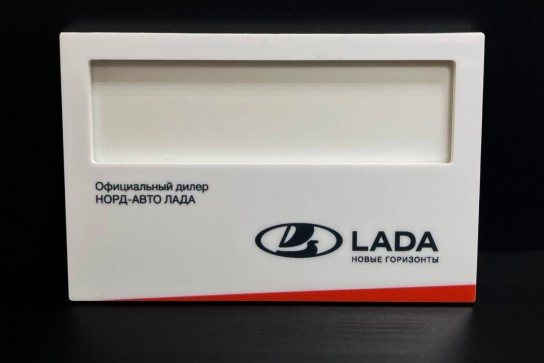 Официальный дилер
НОРД-АВТО ЛАДА
LADA
НОВЫЕ ГОРИЗОНТЫ